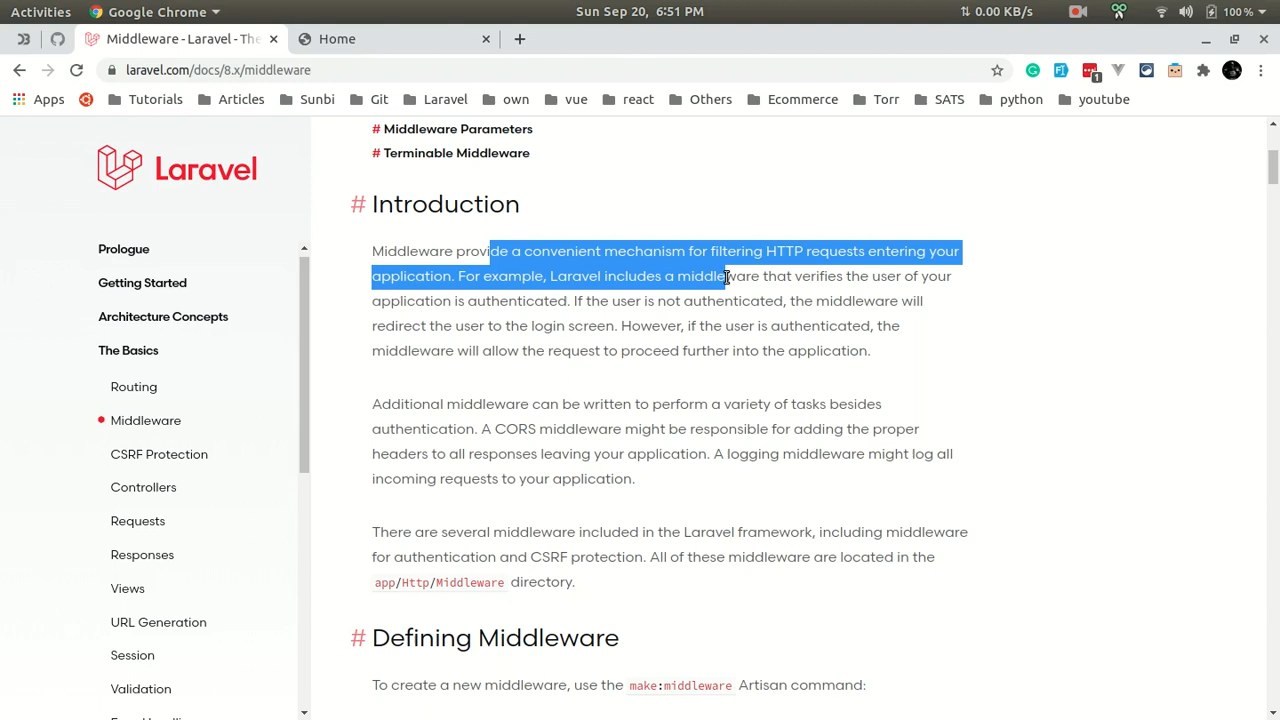 Activities Google Chrome Sun Sep 20, 6:51 PM 0.00 KB/s 100 %
Middleware - Laravel - The Home
laravel.com/docs/8.x/middleware 1
Apps Tutorials Articles Sunbi Git Laravel own vue react Others Ecommerce Torr SATS python youtube
Laravel
Prologue
Getting Started
Architecture Concepts
The Basics
Routing
Middleware
CSRF Protection
Controllers
Requests
Responses
Views
URL Generation
Session
Validation
# Middleware Parameters
# Terminable Middleware
# Introduction
Middleware provide a convenient mechanism for filtering HTTP requests entering your
application. For example, Laravel includes a middleware that verifies the user of your
application is authenticated. If the user is not authenticated, the middleware will
redirect the user to the login screen. However, if the user is authenticated, the
middleware will allow the request to proceed further into the application.
Additional middleware can be written to perform a variety of tasks besides
authentication. A CORS middleware might be responsible for adding the proper
headers to all responses leaving your application. A logging middleware might log all
incoming requests to your application.
There are several middleware included in the Laravel framework, including middleware
for authentication and CSRF protection. All of these middleware are located in the
app/Http/Middleware directory.
# Defining Middleware
To create a new middleware, use the make:middleware Artisan command: